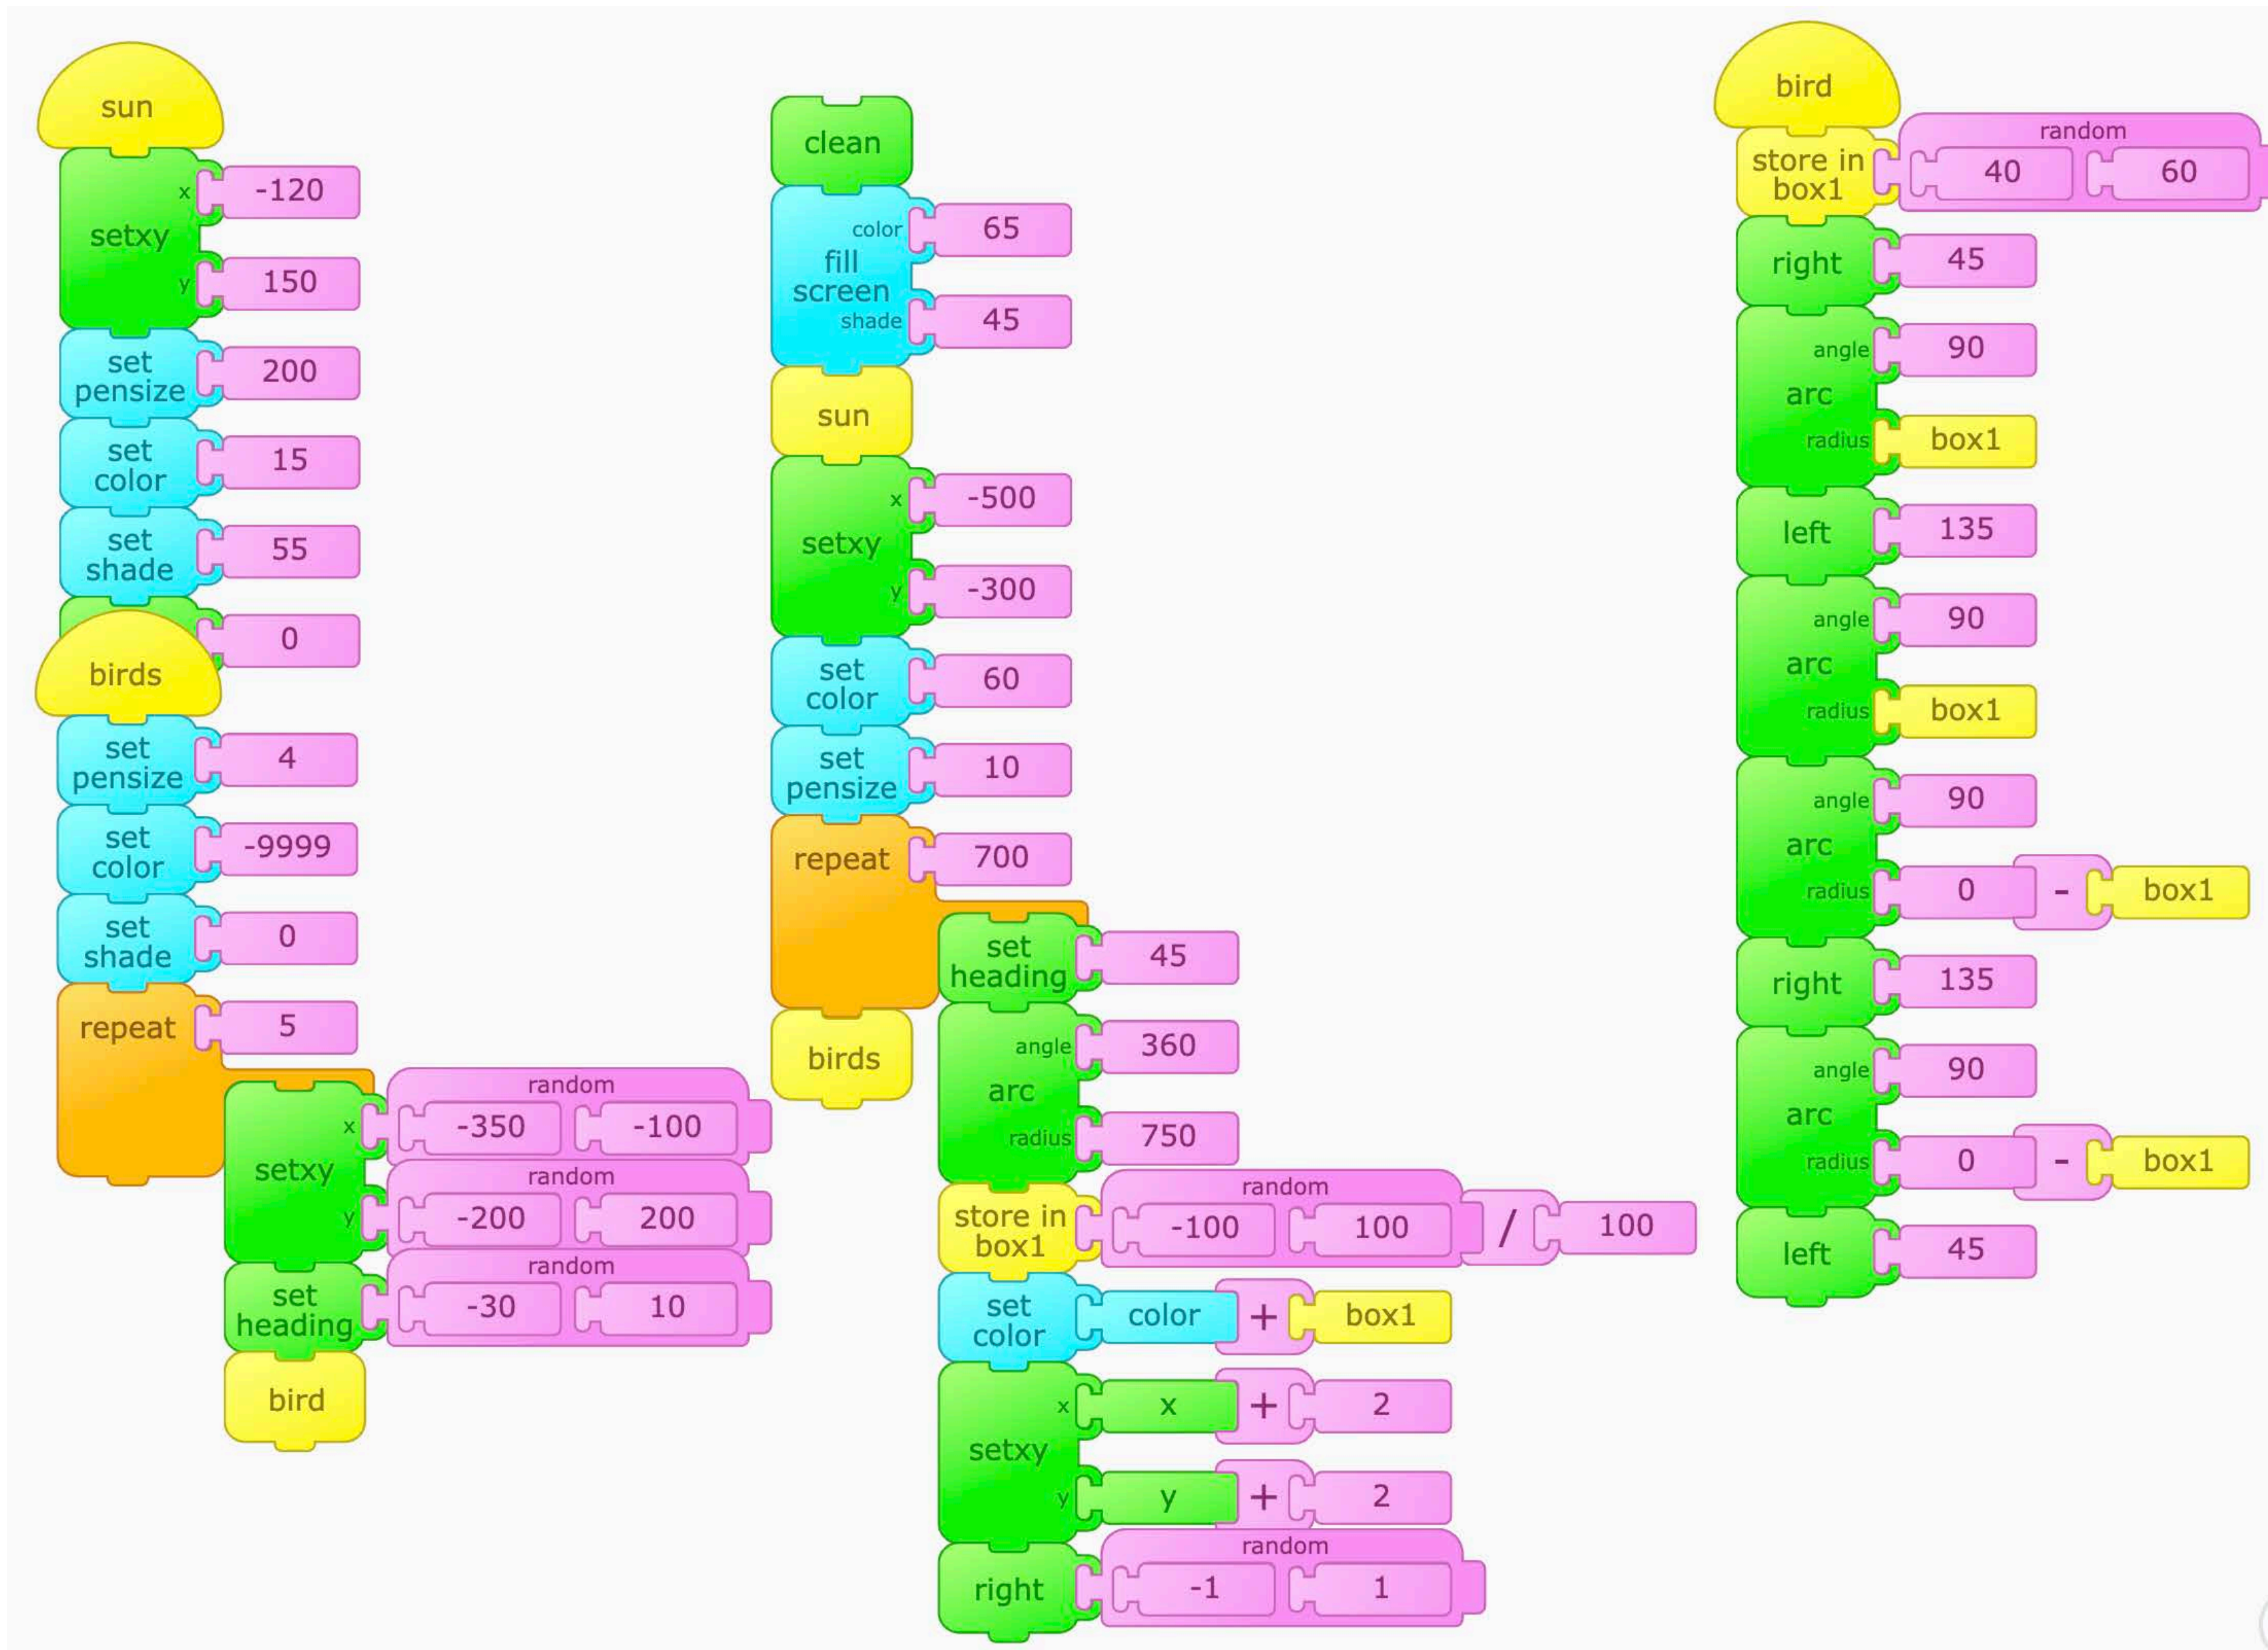 sun
x
-120
setxy
y
150
set
pensize
200
set
color
15
set
shade
55
0
birds
set
pensize
4
set
color
-9999
set
shade
0
repeat
5
random
x
-350
-100
setxy
random
y
-200
200
random
set
heading
-30
10
bird
clean
color
65
fill
screen
shade
45
sun
x
-500
setxy
y
-300
set
color
60
set
pensize
10
repeat
700
set
heading
45
angle
360
arc
radius
750
random
store in
box1
-100
100
/
100
set
color
color
+
box1
x
x
+
2
setxy
y
y
+
2
random
right
-1
1
birds
bird
random
store in
box1
40
60
right
45
angle
90
arc
radius
box1
left
135
angle
90
arc
radius
box1
angle
90
arc
radius
0
-
box1
right
135
angle
90
arc
radius
0
-
box1
left
45